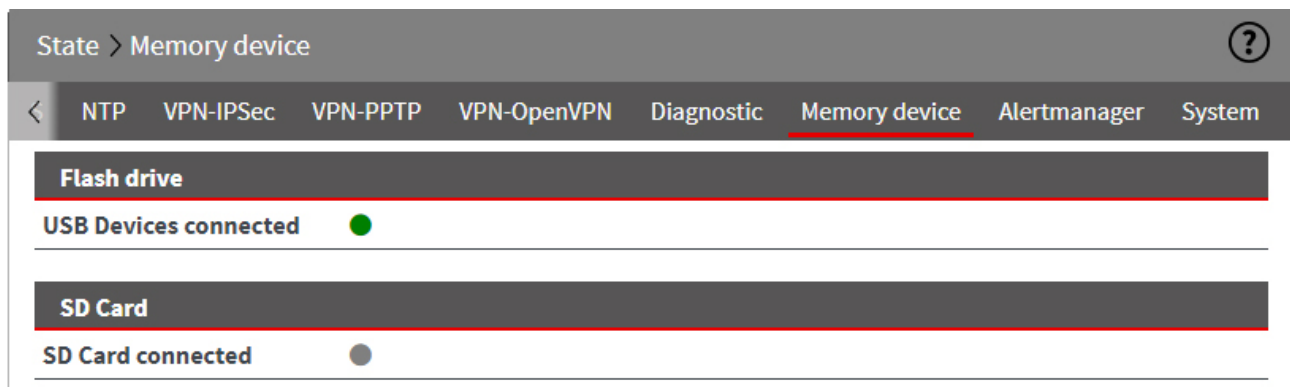 State > Memory device
NTP VPN-IPSec VPN-PPTP VPN-OpenVPN Diagnostic Memory device Alertmanager System
Flash drive
USB Devices connected
SD Card
SD Card connected